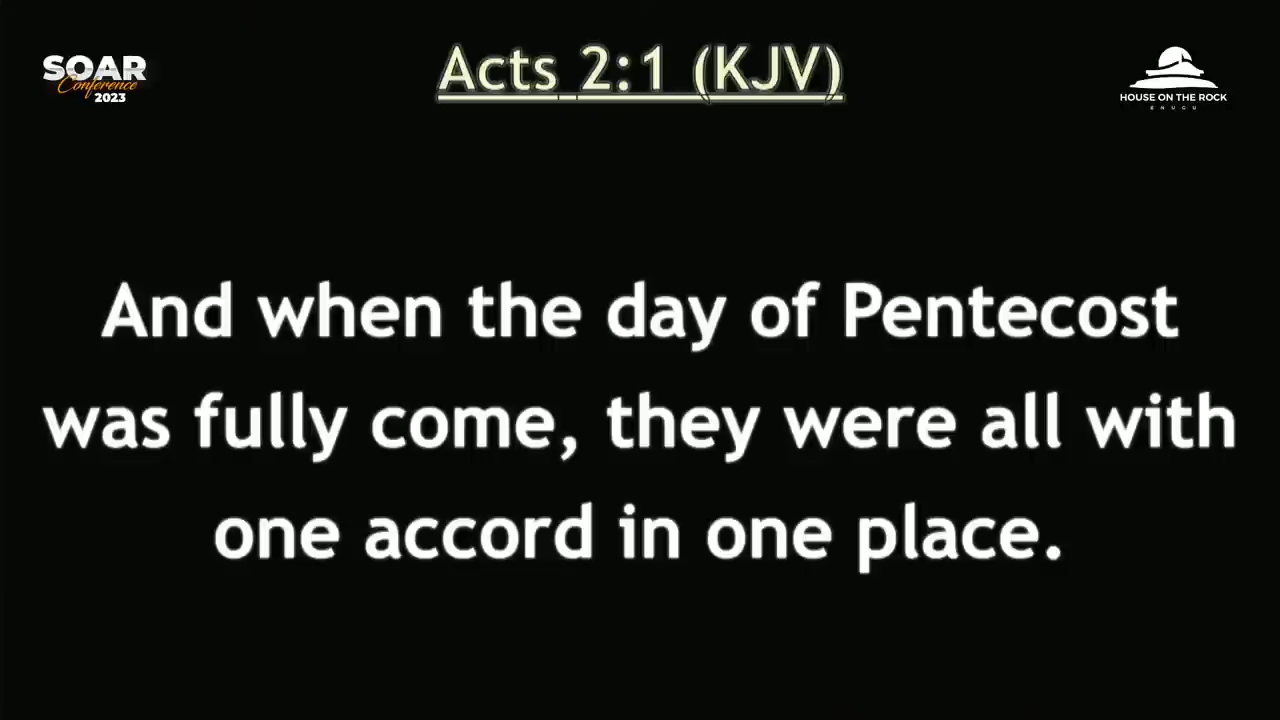 SOAR
Conference
2023
Acts 2:1 (KJV)
HOUSE ON THE ROCK
ENUGU
And when the day of Pentecost
was fully come, they were all with
one accord in one place.